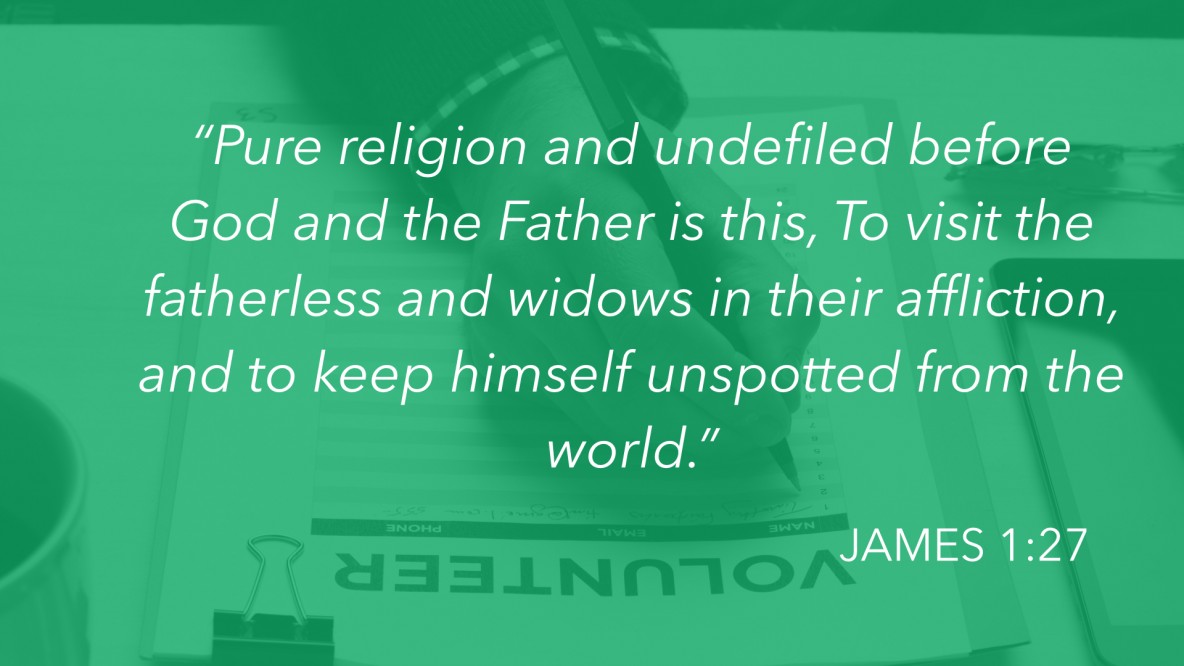 “Pure religion and undefiled before
God and the Father is this, To visit the
fatherless and widows in their affliction,
and to keep himself unspotted from the
world.”
JAMES 1:27
VOLUNTEER
NAME EMAIL PHONE